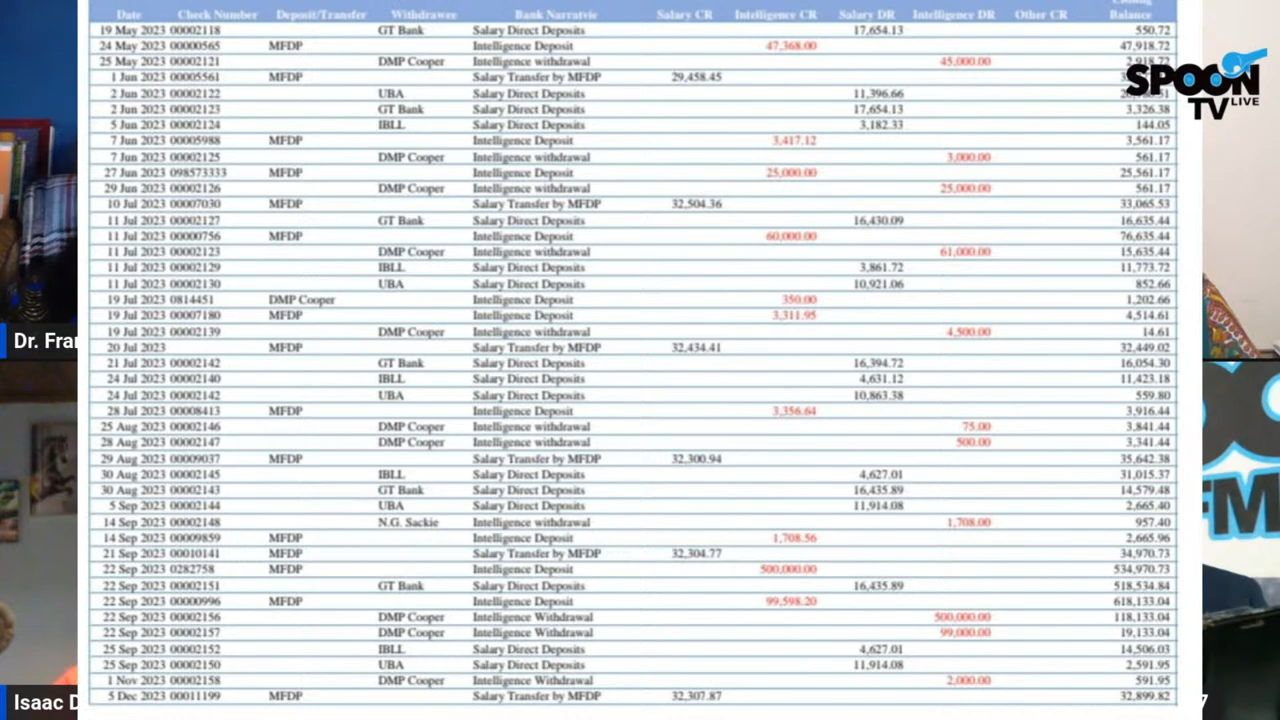 Date Check Number Deposit/Transfer Withdrawee Bank Narratvie Salary CR Intelligence CR Salary DR Intelligence DR Other CR Balance
19 May 2023 00002118 GT Bank Salary Direct Deposits 17,654.13 550.72
24 May 2023 00000565 MFDP Intelligence Deposit 47,368.00 47,918.72
25 May 2023 00002121 DMP Cooper Intelligence withdrawal 45,000.00 2,918.72
1 Jun 2023 00005561 MFDP Salary Transfer by MFDP 29,458.45
2 Jun 2023 00002122 UBA Salary Direct Deposits 11,396.66
2 Jun 2023 00002123 GT Bank Salary Direct Deposits 17,654.13 3,326.38
5 Jun 2023 00002124 IBLL Salary Direct Deposits 3,182.33 144.05
7 Jun 2023 00005988 MFDP Intelligence Deposit 3,417.12 3,561.17
7 Jun 2023 00002125 DMP Cooper Intelligence withdrawal 3,000.00 561.17
27 Jun 2023 098573333 MFDP Intelligence Deposit 25,000.00 25,561.17
29 Jun 2023 00002126 DMP Cooper Intelligence withdrawal 25,000.00 561.17
10 Jul 2023 00007030 MFDP Salary Transfer by MFDP 32,504.36 33,065.53
11 Jul 2023 00002127 GT Bank Salary Direct Deposits 16,430.09 16,635.44
11 Jul 2023 00000756 MFDP Intelligence Deposit 60,000.00 76,635.44
11 Jul 2023 00002123 DMP Cooper Intelligence withdrawal 61,000.00 15,635.44
11 Jul 2023 00002129 IBLL Salary Direct Deposits 3,861.72 11,773.72
11 Jul 2023 00002130 UBA Salary Direct Deposits 10,921.06 852.66
19 Jul 2023 0814451 DMP Cooper Intelligence Deposit 350.00 1,202.66
19 Jul 2023 00007180 MFDP Intelligence Deposit 3,311.95 4,514.61
19 Jul 2023 00002139 DMP Cooper Intelligence withdrawal 4,500.00 14.61
20 Jul 2023 MFDP Salary Transfer by MFDP 32,434.41 32,449.02
21 Jul 2023 00002142 GT Bank Salary Direct Deposits 16,394.72 16,054.30
24 Jul 2023 00002140 IBLL Salary Direct Deposits 4,631.12 11,423.18
24 Jul 2023 00002142 UBA Salary Direct Deposits 10,863.38 559.80
28 Jul 2023 00008413 MFDP Intelligence Deposit 3,356.64 3,916.44
25 Aug 2023 00002146 DMP Cooper Intelligence withdrawal 75.00 3,841.44
28 Aug 2023 00002147 DMP Cooper Intelligence withdrawal 500.00 3,341.44
29 Aug 2023 00009037 MFDP Salary Transfer by MFDP 32,300.94 35,642.38
30 Aug 2023 00002145 IBLL Salary Direct Deposits 4,627.01 31,015.37
30 Aug 2023 00002143 GT Bank Salary Direct Deposits 16,435.89 14,579.48
5 Sep 2023 00002144 UBA Salary Direct Deposits 11,914.08 2,665.40
14 Sep 2023 00002148 N.G. Sackie Intelligence withdrawal 1,708.00 957.40
14 Sep 2023 00009859 MFDP Intelligence Deposit 1,708.56 2,665.96
21 Sep 2023 00010141 MFDP Salary Transfer by MFDP 32,304.77 34,970.73
22 Sep 2023 0282758 MFDP Intelligence Deposit 500,000.00 534,970.73
22 Sep 2023 00002151 GT Bank Salary Direct Deposits 16,435.89 518,534.84
22 Sep 2023 00000996 MFDP Intelligence Deposit 99,598.20 618,133.04
22 Sep 2023 00002156 DMP Cooper Intelligence Withdrawal 500,000.00 118,133.04
22 Sep 2023 00002157 DMP Cooper Intelligence Withdrawal 99,000.00 19,133.04
25 Sep 2023 00002152 IBLL Salary Direct Deposits 4,627.01 14,506.03
25 Sep 2023 00002150 UBA Salary Direct Deposits 11,914.08 2,591.95
1 Nov 2023 00002158 DMP Cooper Intelligence Withdrawal 2,000.00 591.95
5 Dec 2023 00011199 MFDP Salary Transfer by MFDP 32,307.87 32,899.82
SPOON
TV LIVE
Dr. Fra
FM
Isaac D
7